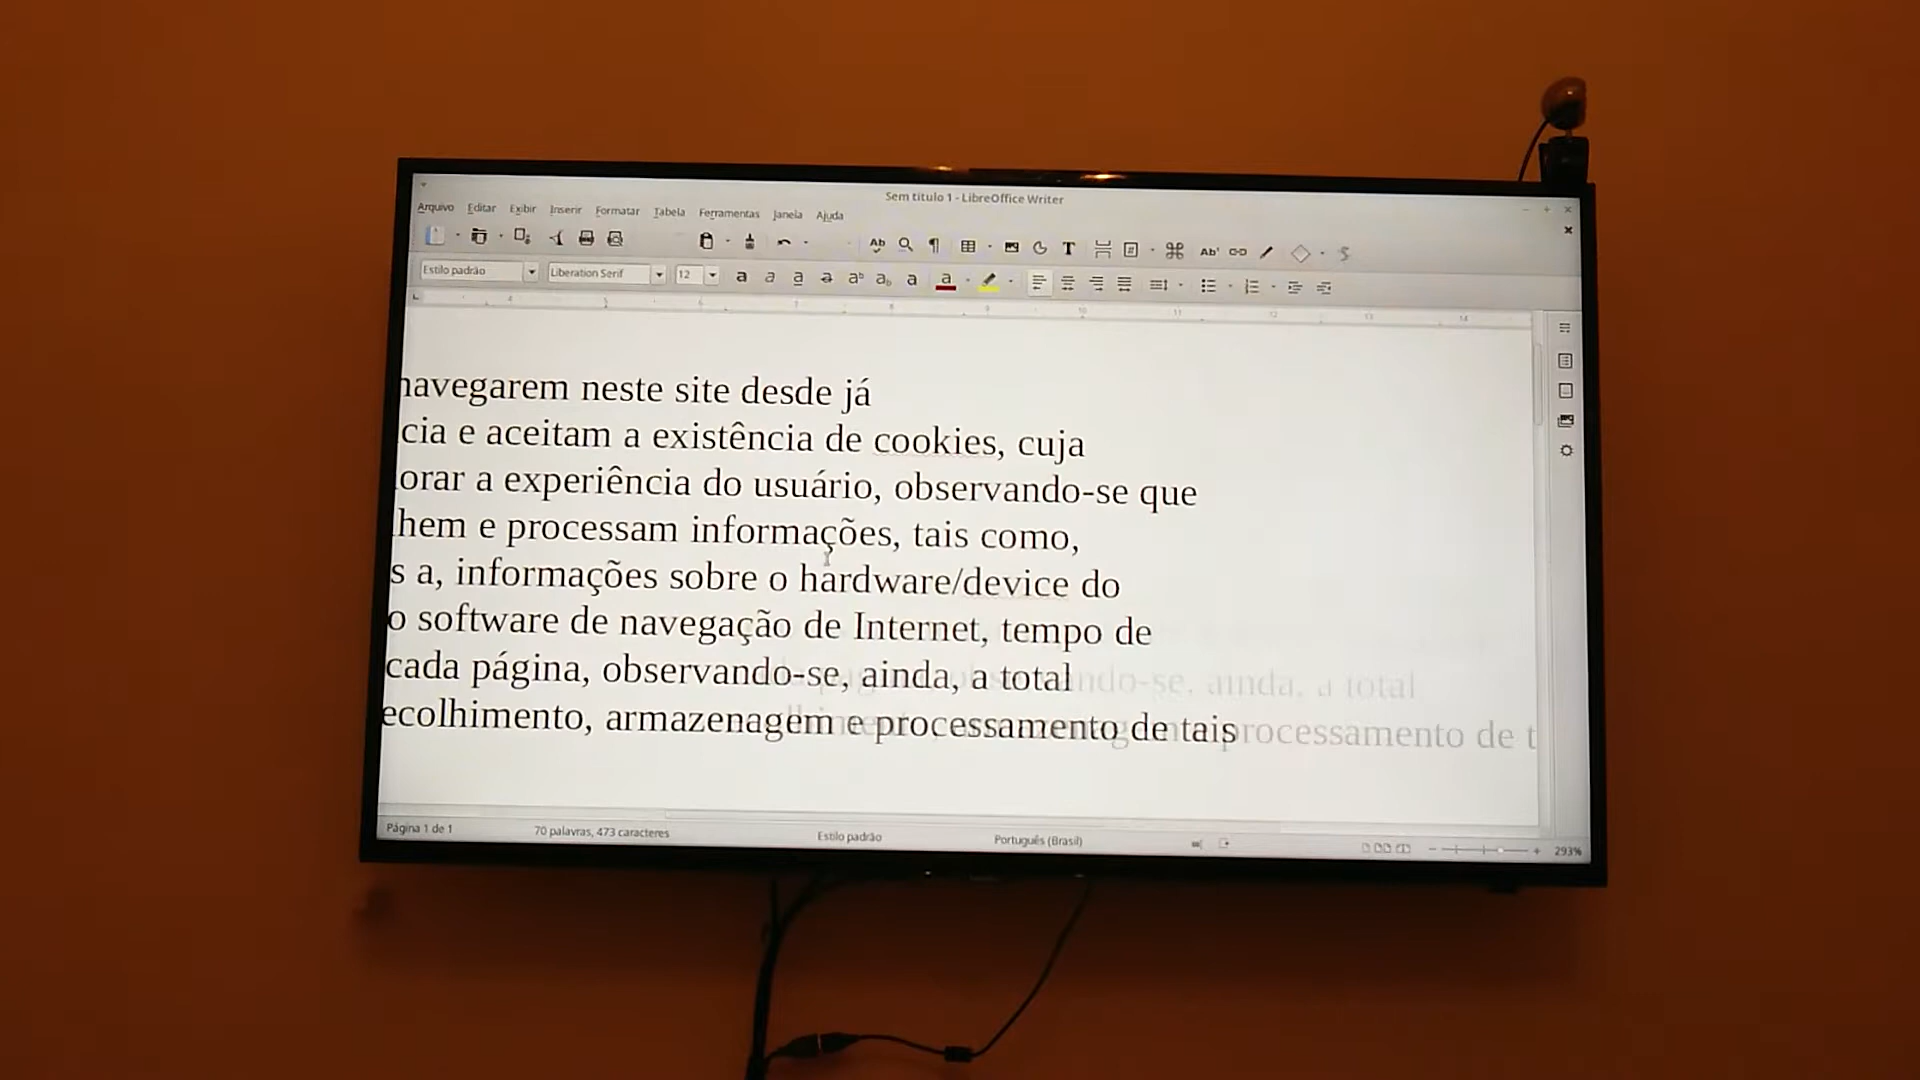 Sem título 1 - LibreOffice Writer
Arquivo Editar Exibir Inserir Formatar Tabela Ferramentas Janela Ajuda
Estilo padrão Liberation Serif 12
navegarem neste site desde já
cia e aceitam a existência de cookies, cuja
orar a experiência do usuário, observando-se que
lhem e processam informações, tais como,
s a, informações sobre o hardware/device do
o software de navegação de Internet, tempo de
cada página, observando-se, ainda, a total
ecolhimento, armazenagem e processamento de tais
Página 1 de 1 70 palavras, 473 caracteres Estilo padrão Português (Brasil) 293%